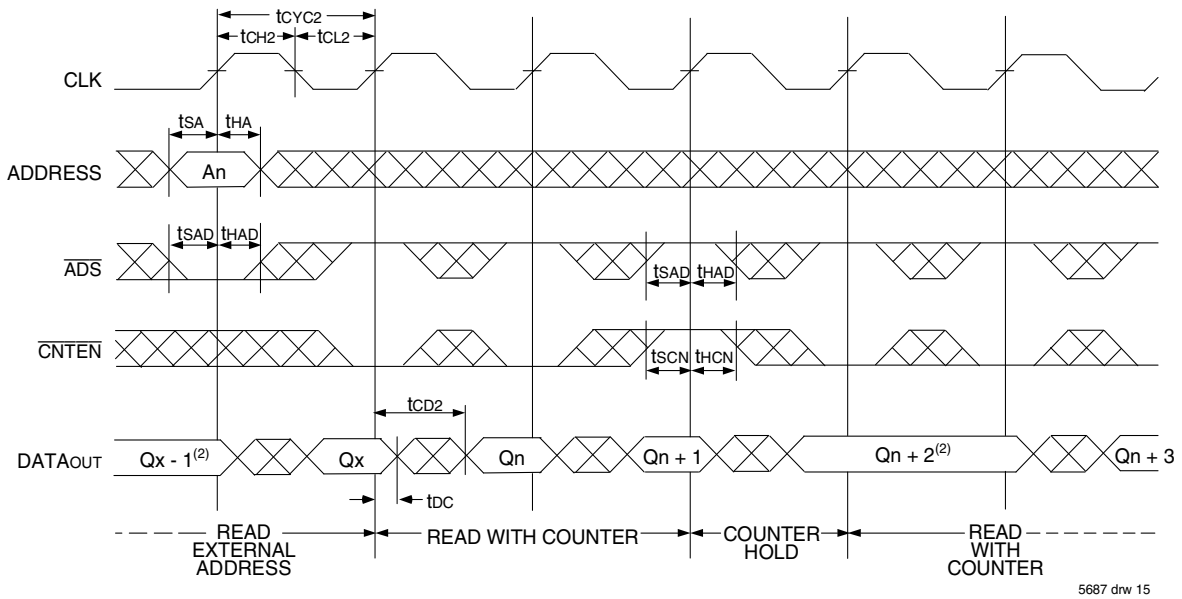 tCYC2
tCH2 tCL2
CLK
tSA tHA
ADDRESS An
tSAD tHAD
ADS tSAD tHAD
CNTEN tSCN tHCN
tCD2
DATAOUT Qx - 1(2) Qx Qn Qn + 1 Qn + 2(2) Qn + 3
tDC
READ EXTERNAL ADDRESS
READ WITH COUNTER
COUNTER HOLD
READ WITH COUNTER
5687 drw 15